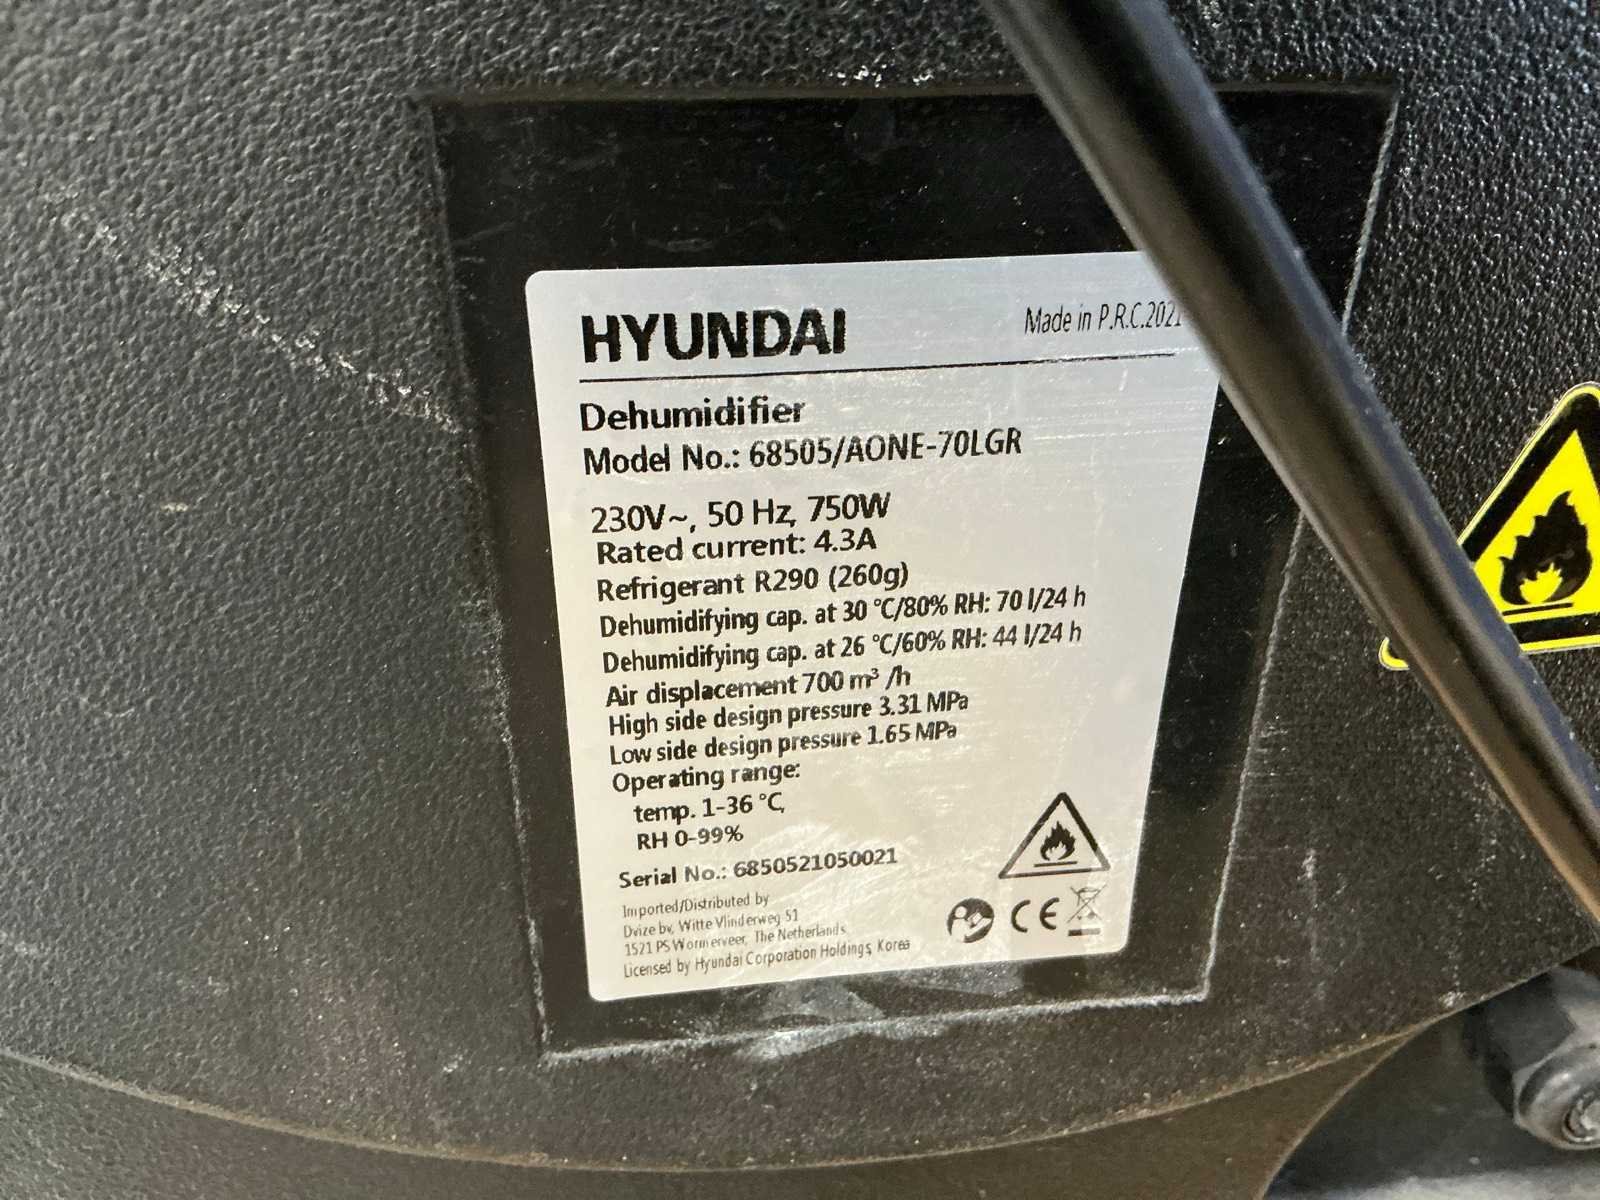 HYUNDAI
Made in P.R.C.2021
Dehumidifier
Model No.: 68505/AONE-70LGR
230V~, 50 Hz, 750W
Rated current: 4.3A
Refrigerant R290 (260g)
Dehumidifying cap. at 30 °C/80% RH: 70 l/24 h
Dehumidifying cap. at 26 °C/60% RH: 44 l/24 h
Air displacement 700 m³ /h
High side design pressure 3.31 MPa
Low side design pressure 1.65 MPa
Operating range:
temp. 1-36 °C,
RH 0-99%
Serial No.: 6850521050021
Imported/Distributed by
Dvize bv, Witte Vlinderweg 51
1521 PS Wormerveer, The Netherlands
Licensed by Hyundai Corporation Holdings, Korea
CE